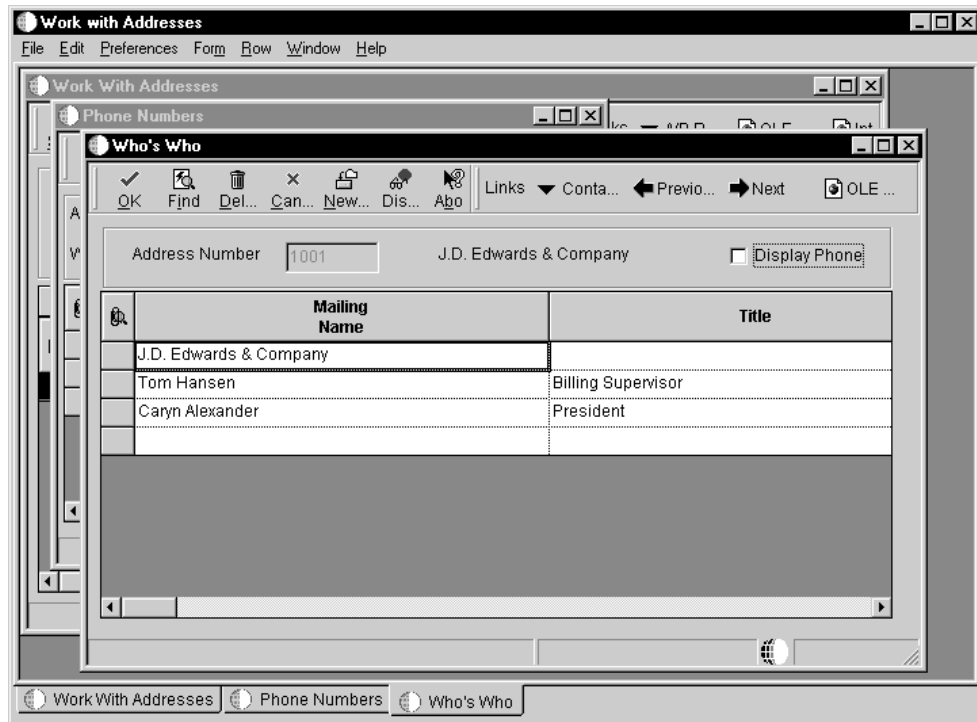 Work with Addresses
File Edit Preferences Form Row Window Help
Work With Addresses
Phone Numbers
Who's Who
OK Find Del... Can... New... Dis... Abo Links Conta... Previo... Next OLE ...
Address Number 1001 J.D. Edwards & Company Display Phone
Mailing Name Title
J.D. Edwards & Company
Tom Hansen Billing Supervisor
Caryn Alexander President
Work With Addresses Phone Numbers Who's Who